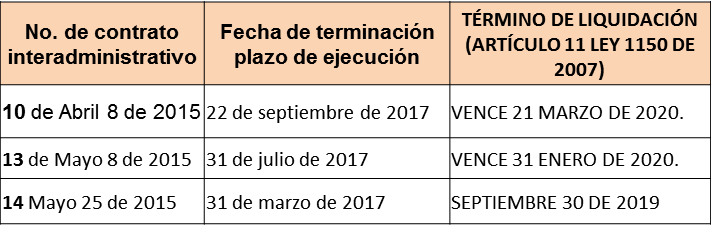 No. de contrato
interadministrativo
Fecha de terminación
plazo de ejecución
TÉRMINO DE LIQUIDACIÓN
(ARTÍCULO 11 LEY 1150 DE
2007)
10 de Abril 8 de 2015
22 de septiembre de 2017
VENCE 21 MARZO DE 2020.
13 de Mayo 8 de 2015
31 de julio de 2017
VENCE 31 ENERO DE 2020.
14 Mayo 25 de 2015
31 de marzo de 2017
SEPTIEMBRE 30 DE 2019